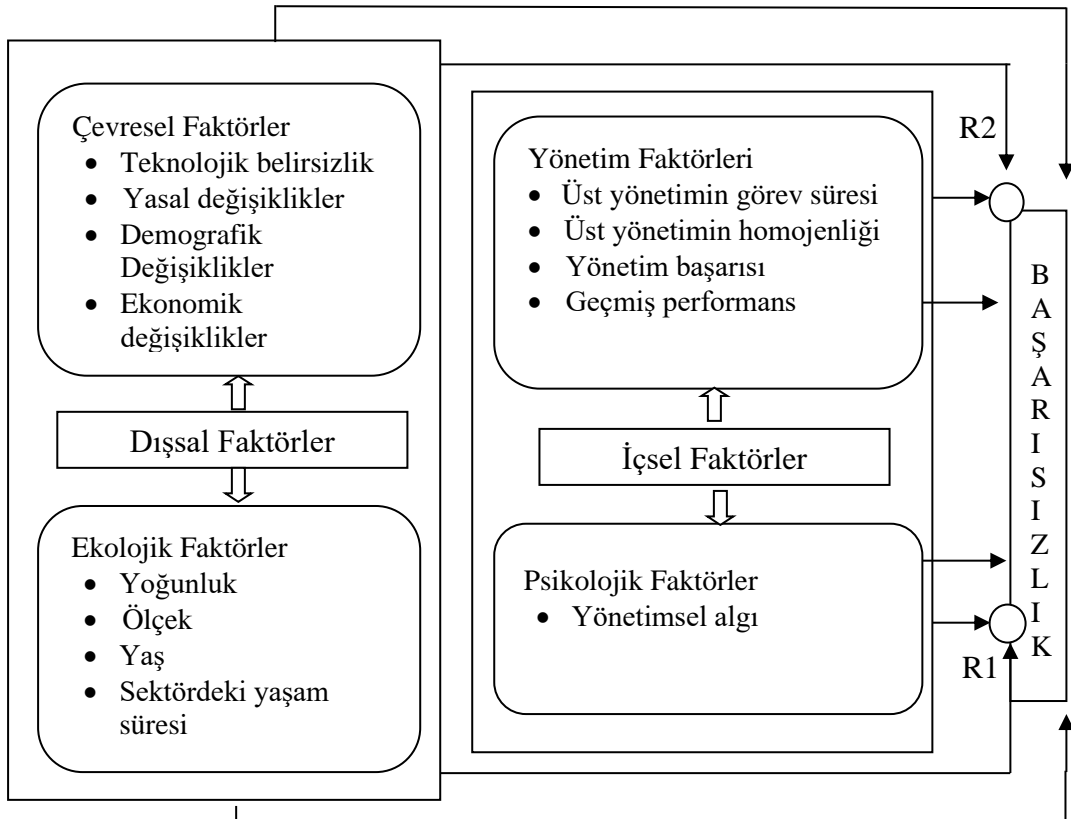 Çevresel Faktörler
• Teknolojik belirsizlik
• Yasal değişiklikler
• Demografik
Değişiklikler
• Ekonomik
değişiklikler
Dışsal Faktörler
Ekolojik Faktörler
• Yoğunluk
• Ölçek
• Yaş
• Sektördeki yaşam
süresi
Yönetim Faktörleri
• Üst yönetimin görev süresi
• Üst yönetimin homojenliği
• Yönetim başarısı
• Geçmiş performans
İçsel Faktörler
Psikolojik Faktörler
• Yönetimsel algı
R2
R1
B
A
Ş
A
R
I
S
I
Z
L
I
K